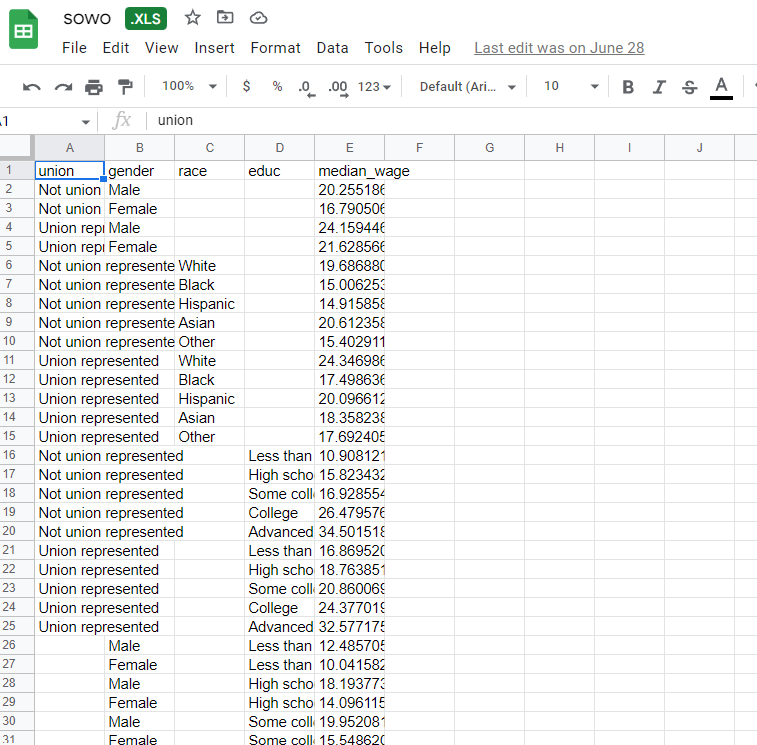 SOWO .XLS
File Edit View Insert Format Data Tools Help Last edit was on June 28
100% $ % .0 .00 123 Default (Ari... 10 B I S A
1 fx union
A B C D E F G H I J
1 union gender race educ median_wage
2 Not union Male 20.255186
3 Not union Female 16.790506
4 Union repr Male 24.159446
5 Union repr Female 21.628566
6 Not union represente White 19.686880
7 Not union represente Black 15.006253
8 Not union represente Hispanic 14.915858
9 Not union represente Asian 20.612358
10 Not union represente Other 15.402911
11 Union represented White 24.346986
12 Union represented Black 17.498636
13 Union represented Hispanic 20.096612
14 Union represented Asian 18.358238
15 Union represented Other 17.692405
16 Not union represented Less than 10.908121
17 Not union represented High scho 15.823432
18 Not union represented Some coll 16.928554
19 Not union represented College 26.479576
20 Not union represented Advanced 34.501518
21 Union represented Less than 16.869520
22 Union represented High scho 18.763851
23 Union represented Some coll 20.860069
24 Union represented College 24.377019
25 Union represented Advanced 32.577175
26 Male Less than 12.485705
27 Female Less than 10.041582
28 Male High scho 18.193773
29 Female High scho 14.096115
30 Male Some coll 19.952081
31 Female Some coll 15.548620